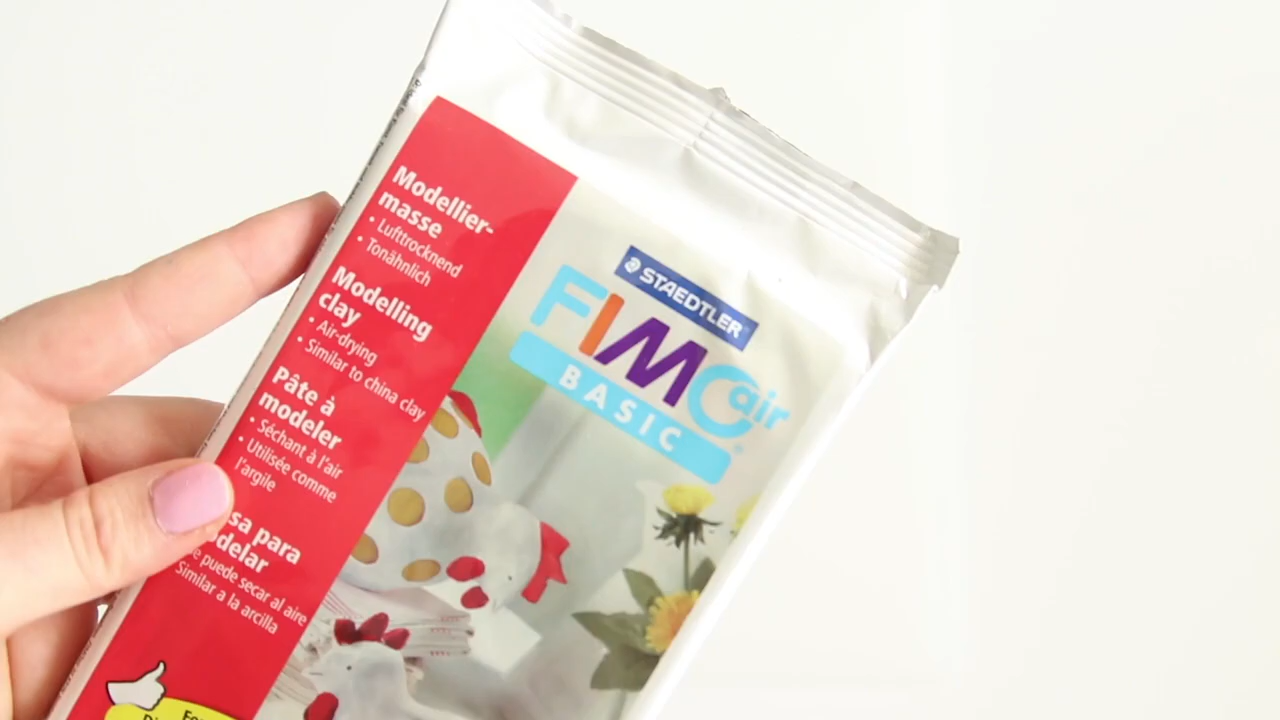 Modellier-
masse
• Lufttrocknend
• Tonähnlich
Modelling
clay
• Air-drying
• Similar to china clay
Pâte à
modeler
• Séchant à l'air
• Utilisée comme
l'argile
sa para
delar
puede secar al aire
Similar a la arcilla
STAEDTLER
FIMO air
BASIC